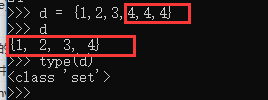 >>> d = {1,2,3,4,4,4}
>>> d
{1, 2, 3, 4}
>>> type(d)
<class 'set'>
>>>